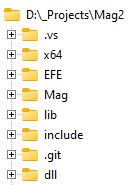 D:\_Projects\Mag2
.vs
x64
EFE
Mag
lib
include
.git
dll